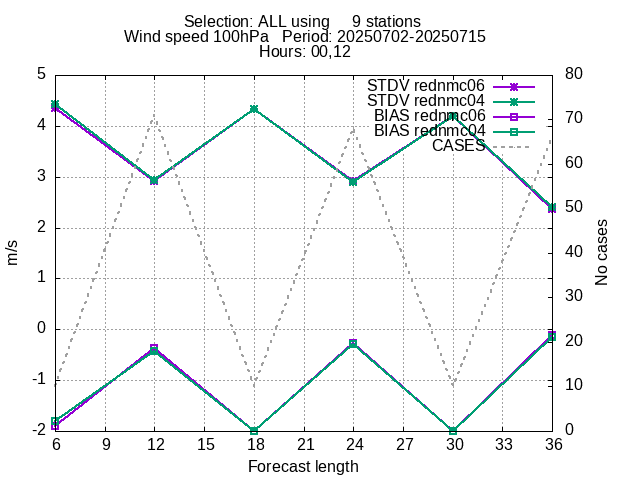 Selection: ALL using     9 stations
Wind speed 100hPa   Period: 20250702-20250715
Hours: 00,12
STDV rednmc06
STDV rednmc04
BIAS rednmc06
BIAS rednmc04
CASES
5
4
3
2
1
0
-1
-2
m/s
80
70
60
50
40
30
20
10
0
No cases
6 9 12 15 18 21 24 27 30 33 36
Forecast length